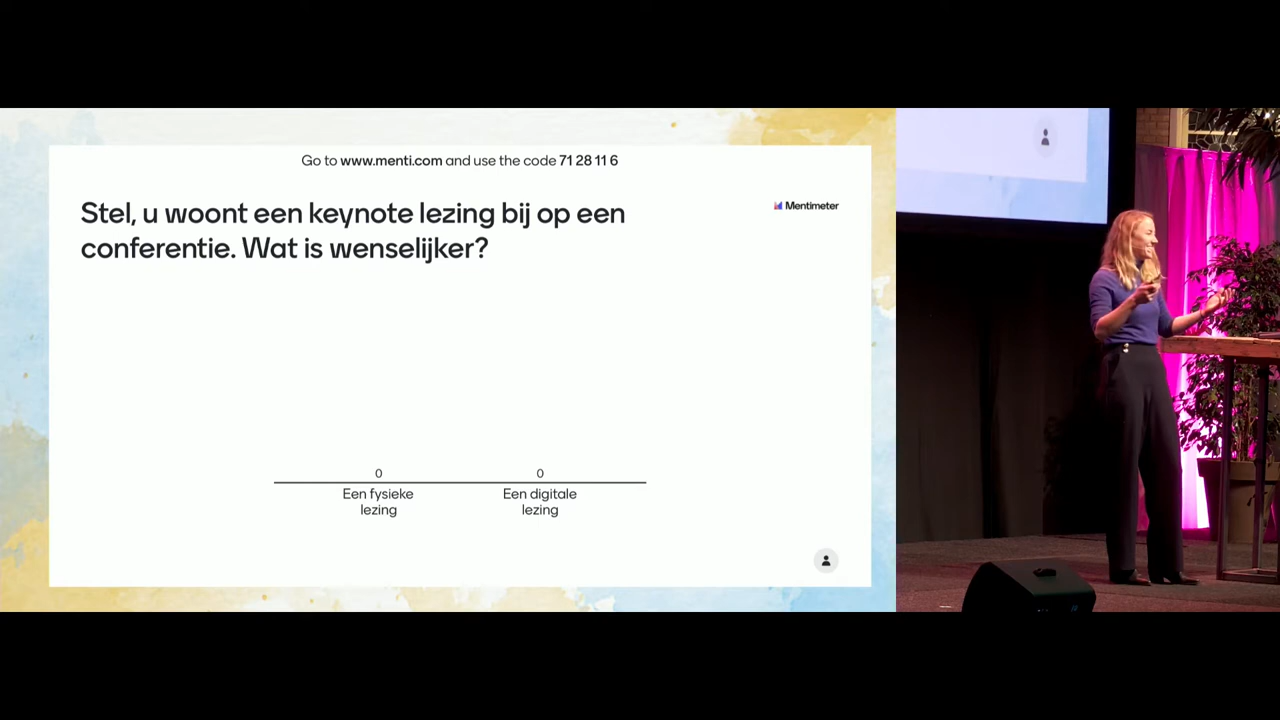 Go to www.menti.com and use the code 71 28 11 6
Stel, u woont een keynote lezing bij op een
conferentie. Wat is wenselijker?
Mentimeter
0
0
Een fysieke
lezing
Een digitale
lezing